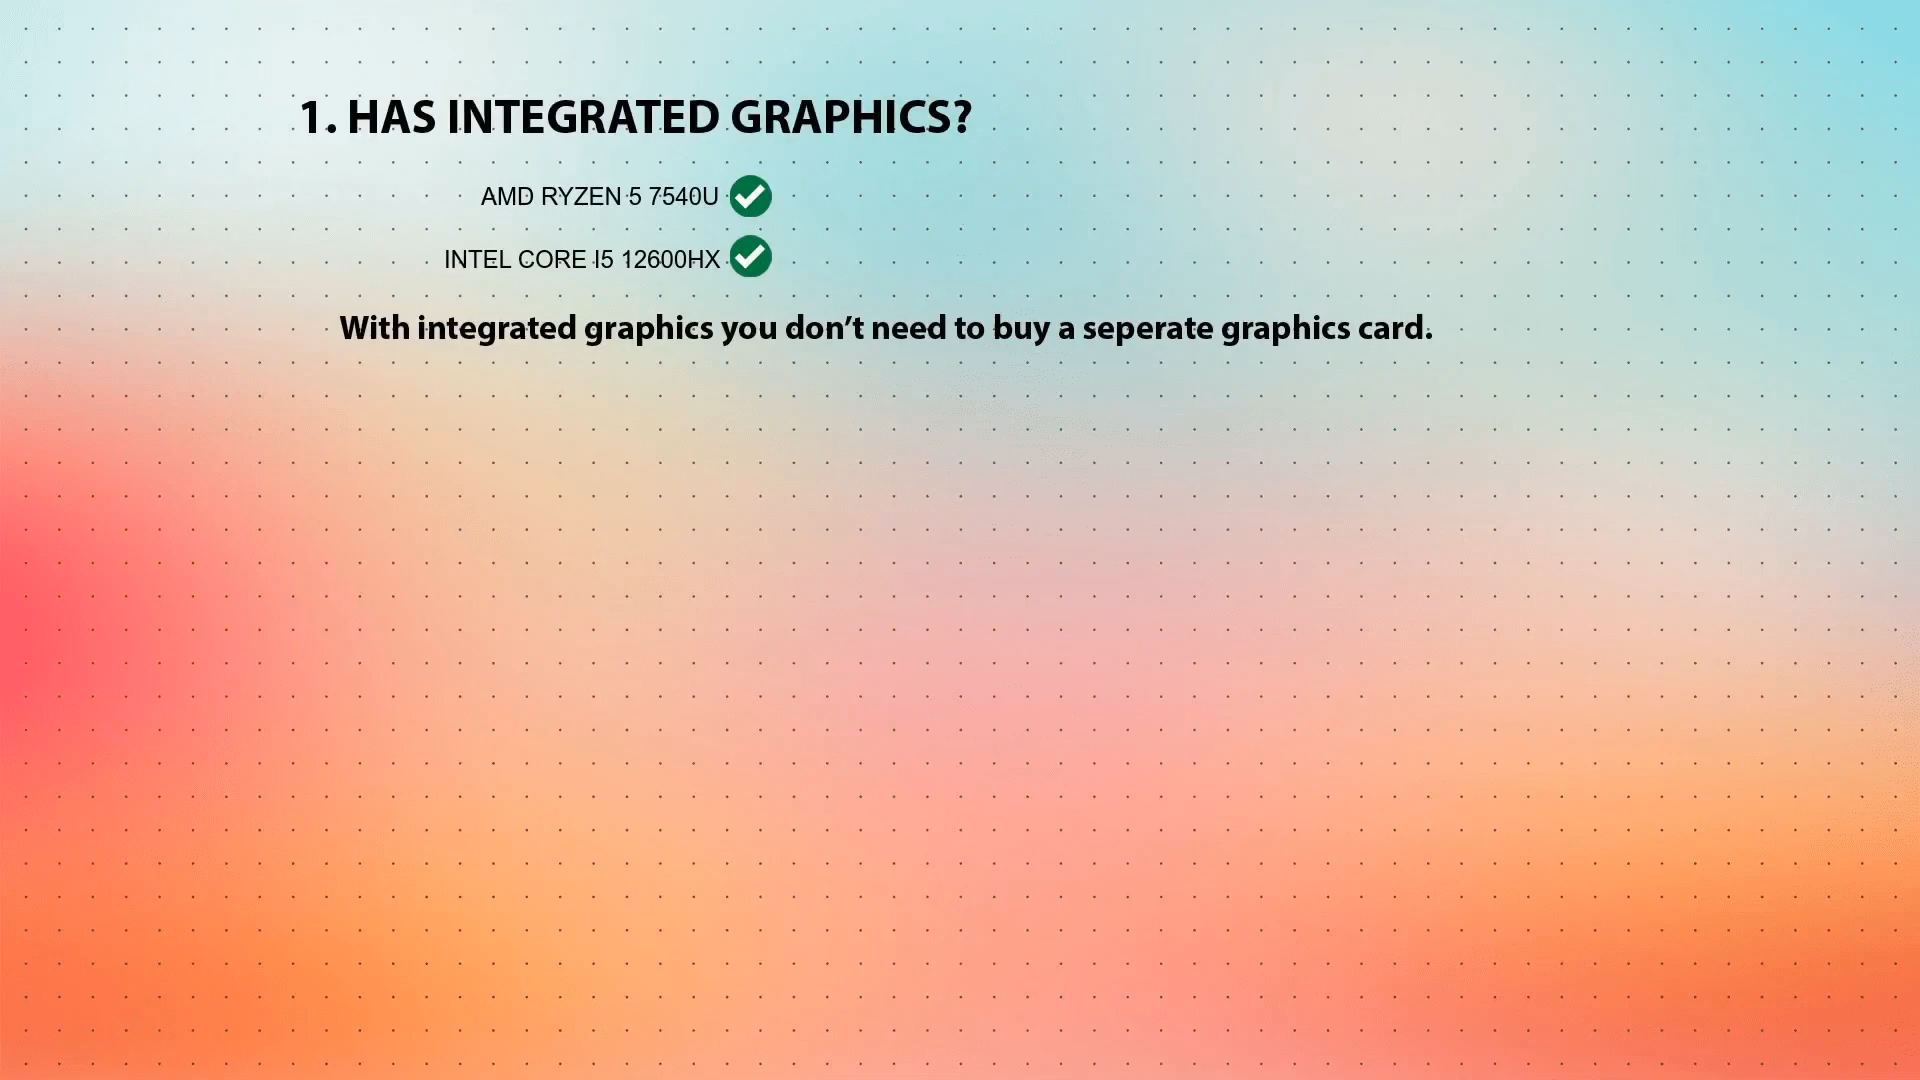 1. HAS INTEGRATED GRAPHICS?
AMD RYZEN 5 7540U
INTEL CORE I5 12600HX
With integrated graphics you don’t need to buy a seperate graphics card.